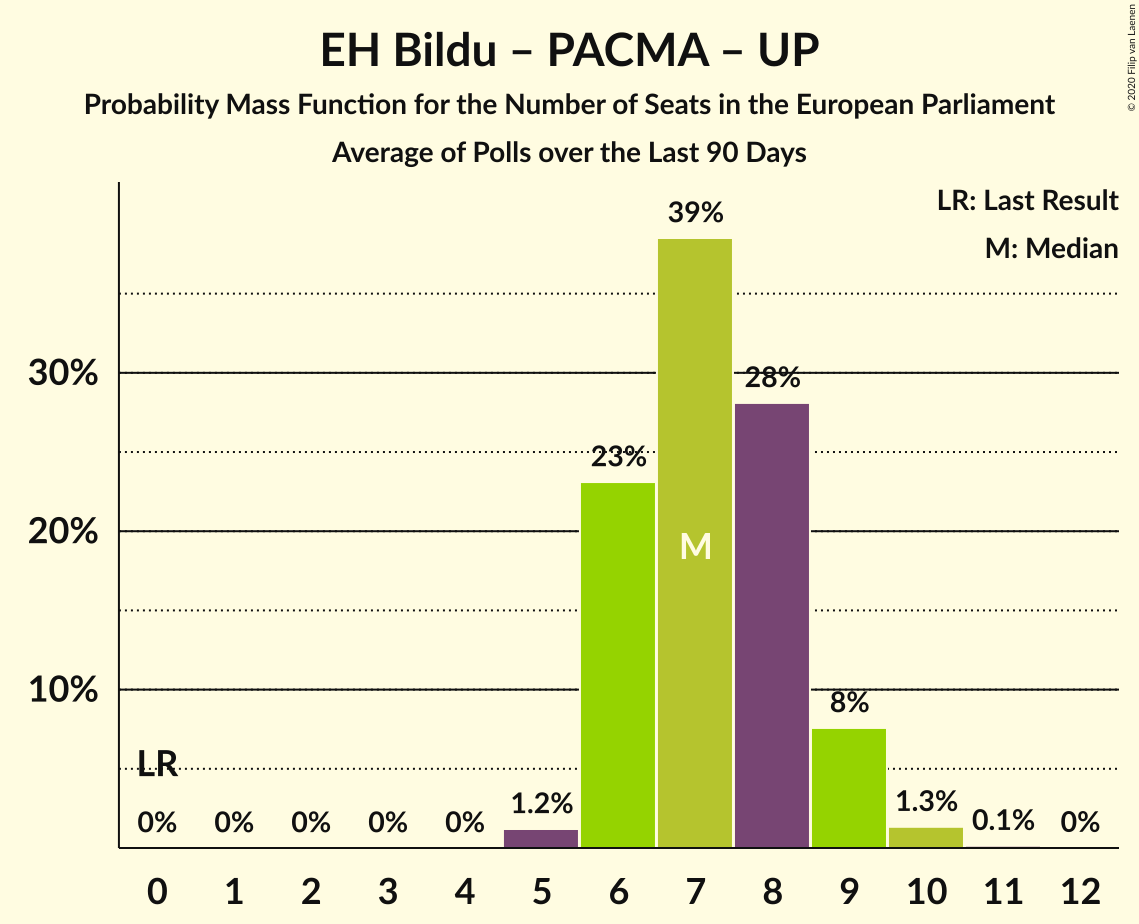 EH Bildu – PACMA – UP
Probability Mass Function for the Number of Seats in the European Parliament
Average of Polls over the Last 90 Days
© 2020 Filip van Laenen
LR: Last Result
M: Median
39%
30%
28%
23%
20%
M
10%
8%
LR
0%
0%
0%
0%
0%
1.2%
1.3%
0.1%
0%
0 1 2 3 4 5 6 7 8 9 10 11 12